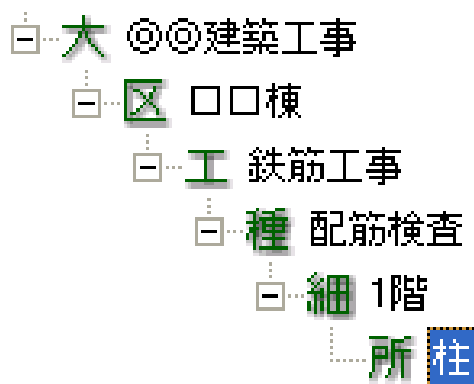 大 ◎◎建築工事
区 □□棟
工 鉄筋工事
種 配筋検査
細 1階
所 柱